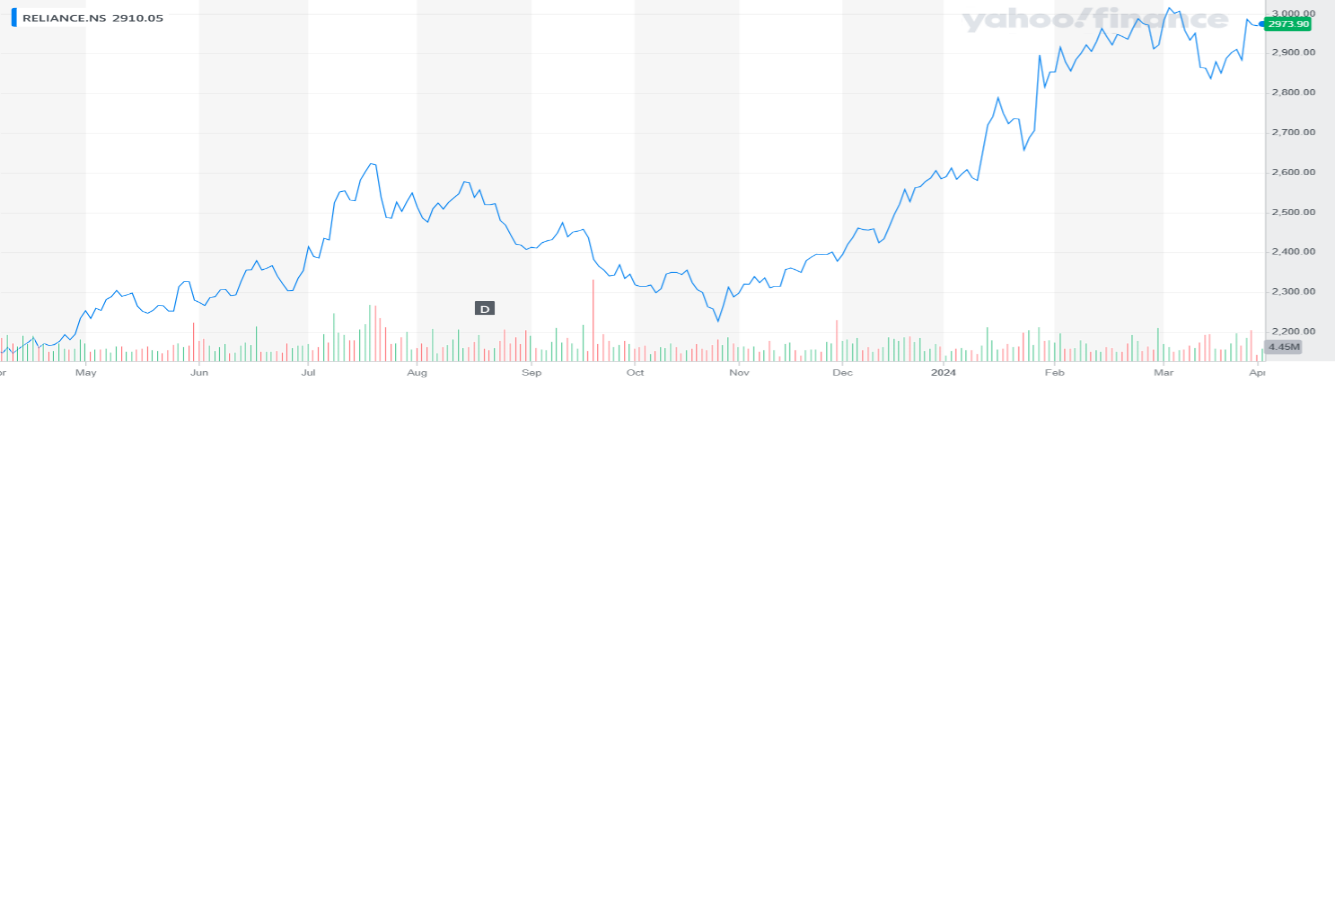 RELIANCE.NS 2910.05
yahoo!finance
3,000.00
2973.90
2,900.00
2,800.00
2,700.00
2,600.00
2,500.00
2,400.00
2,300.00
D
2,200.00
4.45M
May Jun Jul Aug Sep Oct Nov Dec 2024 Feb Mar Apr